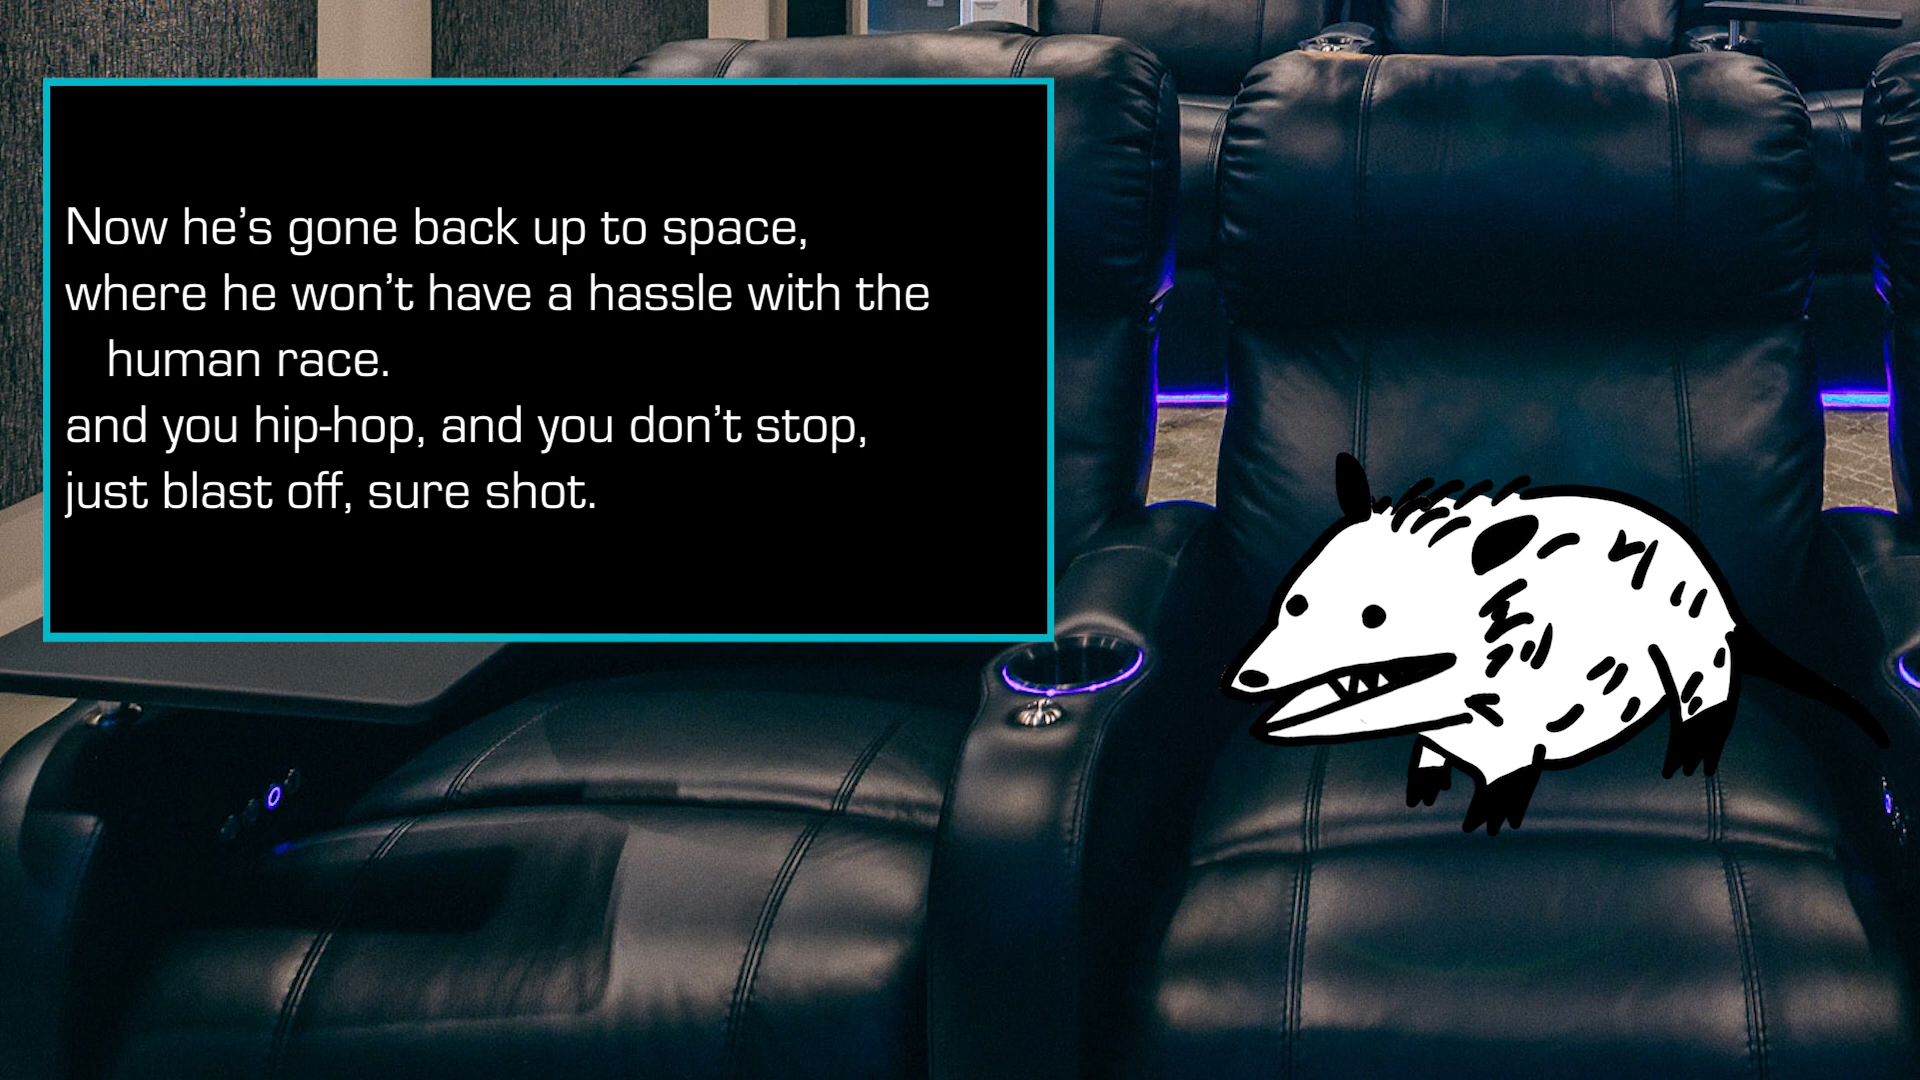 Now he’s gone back up to space,
where he won’t have a hassle with the
human race.
and you hip-hop, and you don’t stop,
just blast off, sure shot.